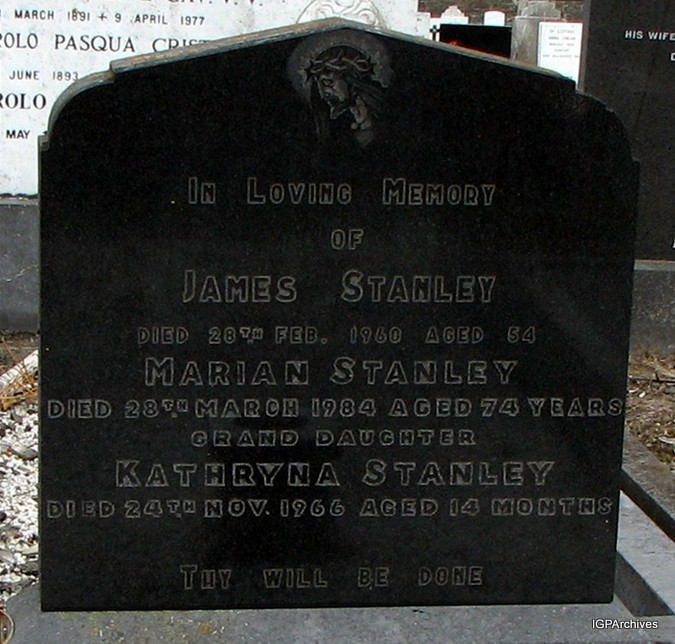 MARCH 1891 + 9 APRIL 1977
ROLO PASQUA
JUNE 1893
ROLO
MAY
HIS WIFE
IN LOVING MEMORY
OF
JAMES STANLEY
DIED 28TH FEB. 1960 AGED 54
MARIAN STANLEY
DIED 28TH MARCH 1984 AGED 74 YEARS
GRAND DAUGHTER
KATHRYNA STANLEY
DIED 24TH NOV. 1966 AGED 14 MONTHS
THY WILL BE DONE
IGPArchives